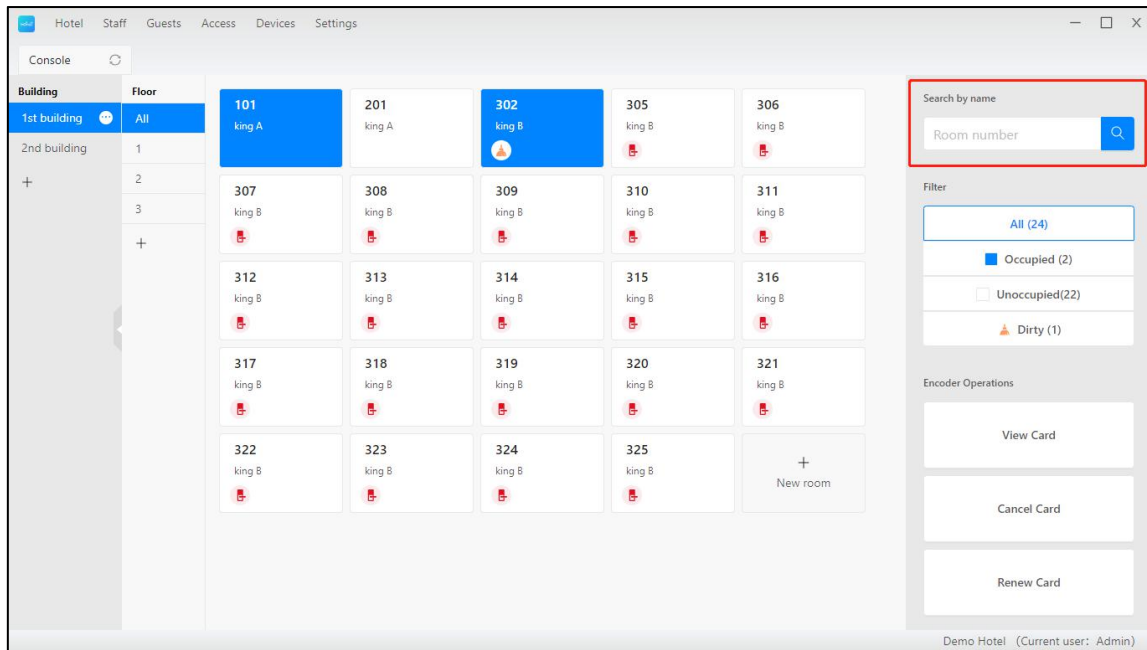 Hotel Staff Guests Access Devices Settings
Console
Building
1st building
2nd building
+
Floor
All
1
2
3
+
101
king A
201
king A
302
king B
305
king B
306
king B
307
king B
308
king B
309
king B
310
king B
311
king B
312
king B
313
king B
314
king B
315
king B
316
king B
317
king B
318
king B
319
king B
320
king B
321
king B
322
king B
323
king B
324
king B
325
king B
+
New room
Search by name
Room number
Filter
All (24)
Occupied (2)
Unoccupied(22)
Dirty (1)
Encoder Operations
View Card
Cancel Card
Renew Card
Demo Hotel (Current user: Admin)